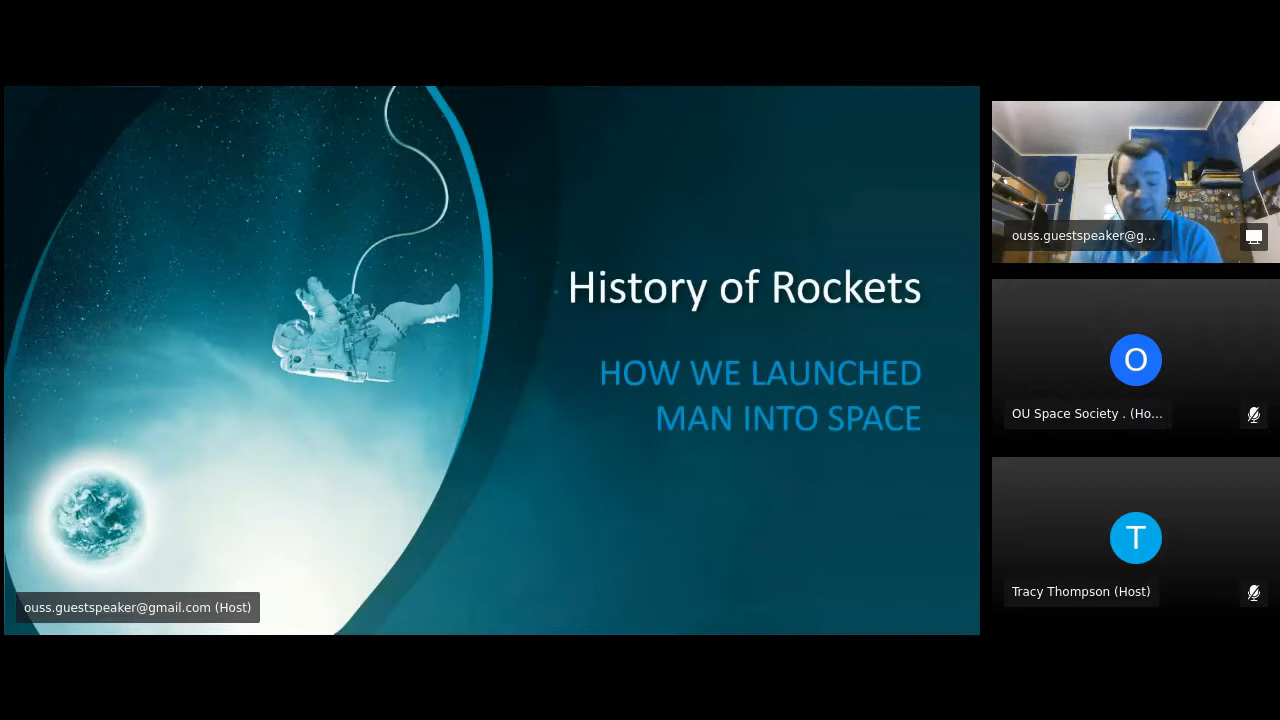 History of Rockets
HOW WE LAUNCHED
MAN INTO SPACE
ouss.guestspeaker@gmail.com (Host)
ouss.guestspeaker@g...
O
OU Space Society . (Ho...
T
Tracy Thompson (Host)